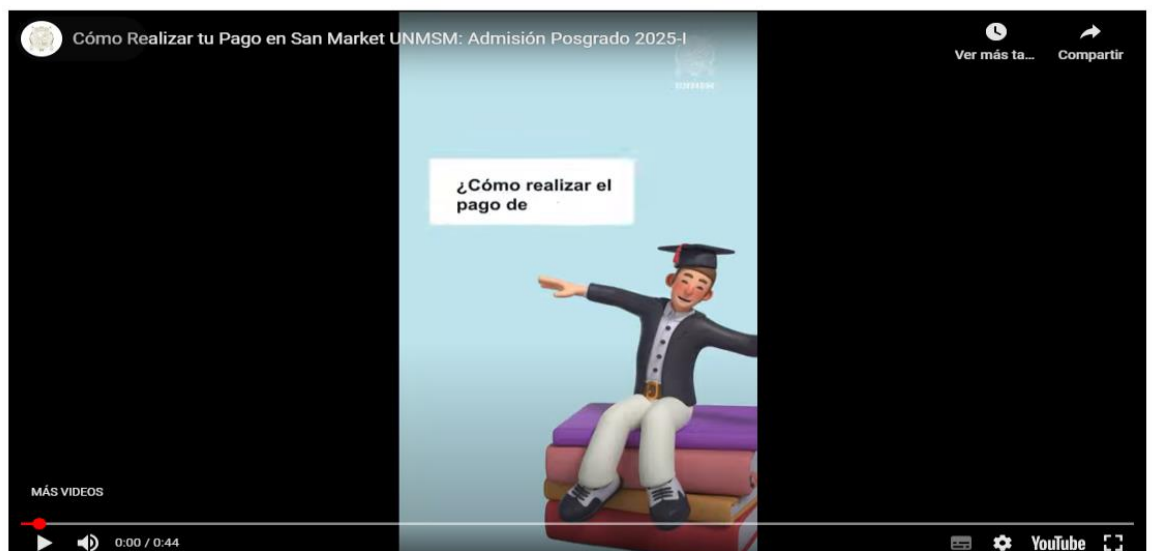 Cómo Realizar tu Pago en San Market UNMSM: Admisión Posgrado 2025-I
Ver más ta...
Compartir
UNMSM
¿Cómo realizar el
pago de
MÁS VIDEOS
0:00 / 0:44
YouTube